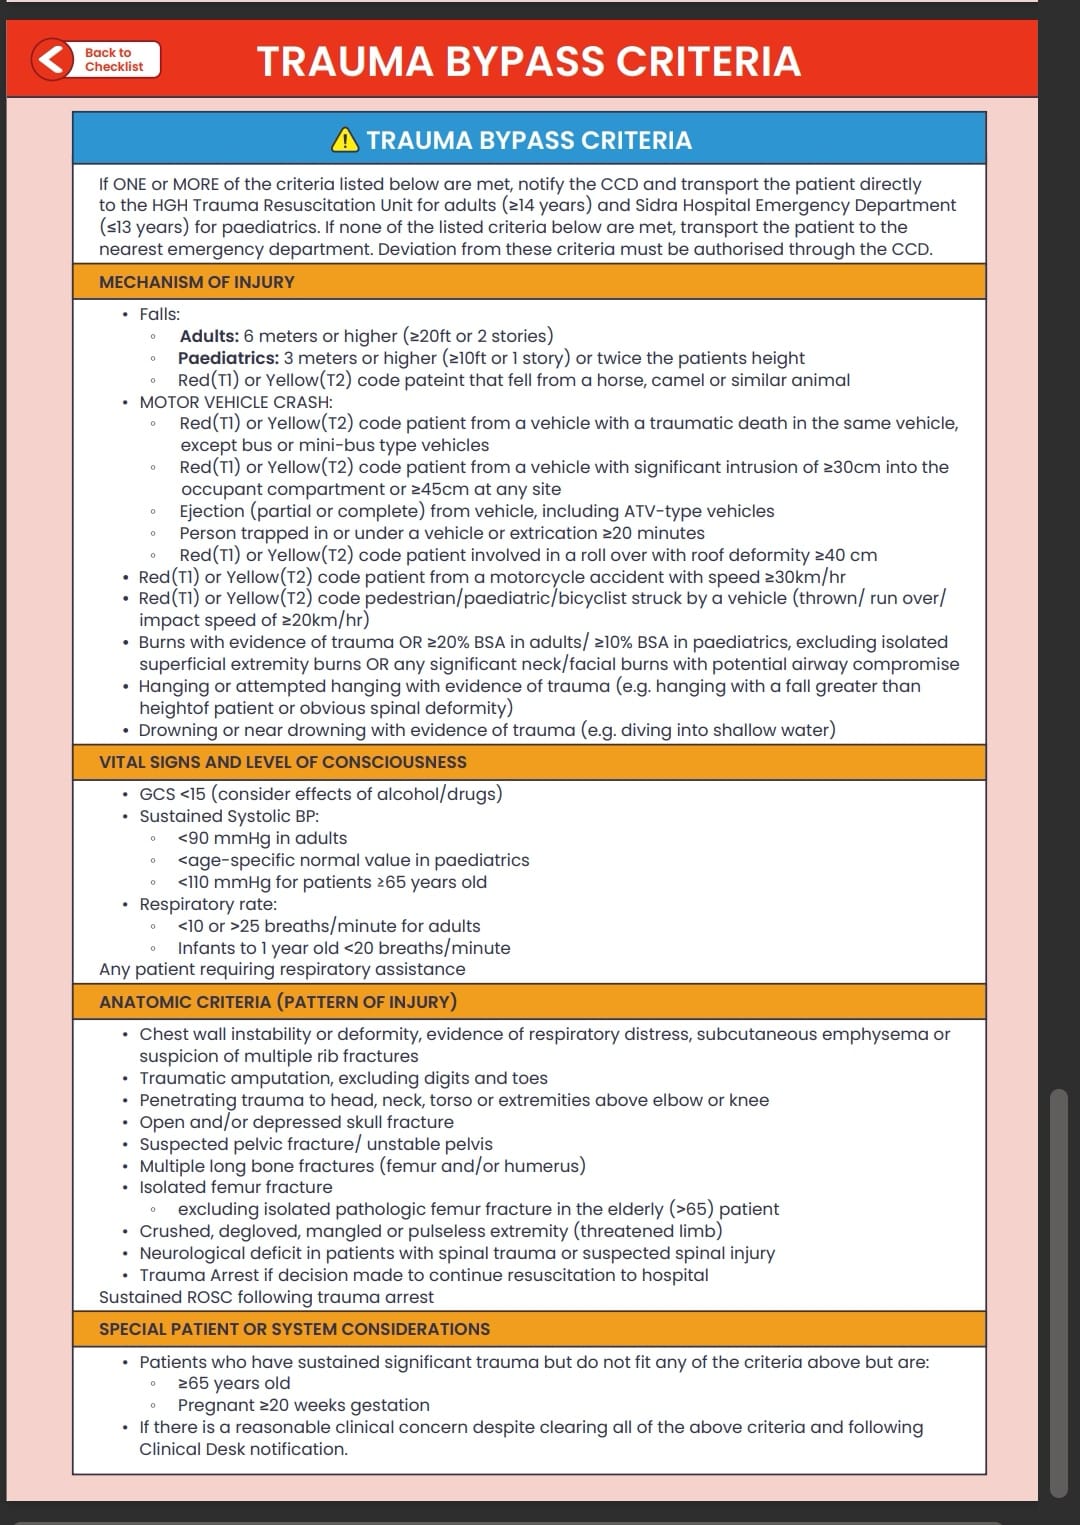 Back to
Checklist
TRAUMA BYPASS CRITERIA
TRAUMA BYPASS CRITERIA
If ONE or MORE of the criteria listed below are met, notify the CCD and transport the patient directly
to the HGH Trauma Resuscitation Unit for adults (≥14 years) and Sidra Hospital Emergency Department
(≤13 years) for paediatrics. If none of the listed criteria below are met, transport the patient to the
nearest emergency department. Deviation from these criteria must be authorised through the CCD.
MECHANISM OF INJURY
• Falls:
◦ Adults: 6 meters or higher (≥20ft or 2 stories)
◦ Paediatrics: 3 meters or higher (≥10ft or 1 story) or twice the patients height
◦ Red(T1) or Yellow(T2) code pateint that fell from a horse, camel or similar animal
• MOTOR VEHICLE CRASH:
◦ Red(T1) or Yellow(T2) code patient from a vehicle with a traumatic death in the same vehicle,
except bus or mini-bus type vehicles
◦ Red(T1) or Yellow(T2) code patient from a vehicle with significant intrusion of ≥30cm into the
occupant compartment or ≥45cm at any site
◦ Ejection (partial or complete) from vehicle, including ATV-type vehicles
◦ Person trapped in or under a vehicle or extrication ≥20 minutes
◦ Red(T1) or Yellow(T2) code patient involved in a roll over with roof deformity ≥40 cm
• Red(T1) or Yellow(T2) code patient from a motorcycle accident with speed ≥30km/hr
• Red(T1) or Yellow(T2) code pedestrian/paediatric/bicyclist struck by a vehicle (thrown/ run over/
impact speed of ≥20km/hr)
• Burns with evidence of trauma OR ≥20% BSA in adults/ ≥10% BSA in paediatrics, excluding isolated
superficial extremity burns OR any significant neck/facial burns with potential airway compromise
• Hanging or attempted hanging with evidence of trauma (e.g. hanging with a fall greater than
heightof patient or obvious spinal deformity)
• Drowning or near drowning with evidence of trauma (e.g. diving into shallow water)
VITAL SIGNS AND LEVEL OF CONSCIOUSNESS
• GCS <15 (consider effects of alcohol/drugs)
• Sustained Systolic BP:
◦ <90 mmHg in adults
◦ <age-specific normal value in paediatrics
◦ <110 mmHg for patients ≥65 years old
• Respiratory rate:
◦ <10 or >25 breaths/minute for adults
◦ Infants to 1 year old <20 breaths/minute
Any patient requiring respiratory assistance
ANATOMIC CRITERIA (PATTERN OF INJURY)
• Chest wall instability or deformity, evidence of respiratory distress, subcutaneous emphysema or
suspicion of multiple rib fractures
• Traumatic amputation, excluding digits and toes
• Penetrating trauma to head, neck, torso or extremities above elbow or knee
• Open and/or depressed skull fracture
• Suspected pelvic fracture/ unstable pelvis
• Multiple long bone fractures (femur and/or humerus)
• Isolated femur fracture
◦ excluding isolated pathologic femur fracture in the elderly (>65) patient
• Crushed, degloved, mangled or pulseless extremity (threatened limb)
• Neurological deficit in patients with spinal trauma or suspected spinal injury
• Trauma Arrest if decision made to continue resuscitation to hospital
Sustained ROSC following trauma arrest
SPECIAL PATIENT OR SYSTEM CONSIDERATIONS
• Patients who have sustained significant trauma but do not fit any of the criteria above but are:
◦ ≥65 years old
◦ Pregnant ≥20 weeks gestation
• If there is a reasonable clinical concern despite clearing all of the above criteria and following
Clinical Desk notification.